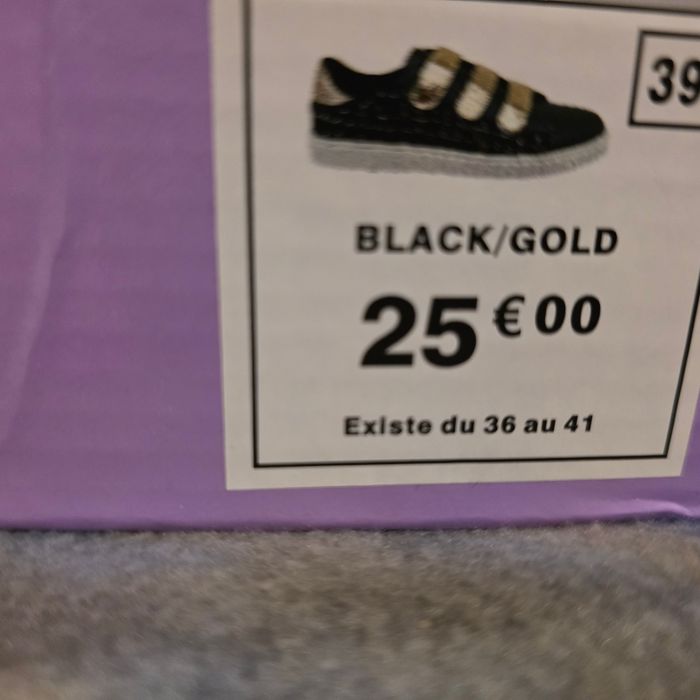 39
BLACK/GOLD
25 €00
Existe du 36 au 41